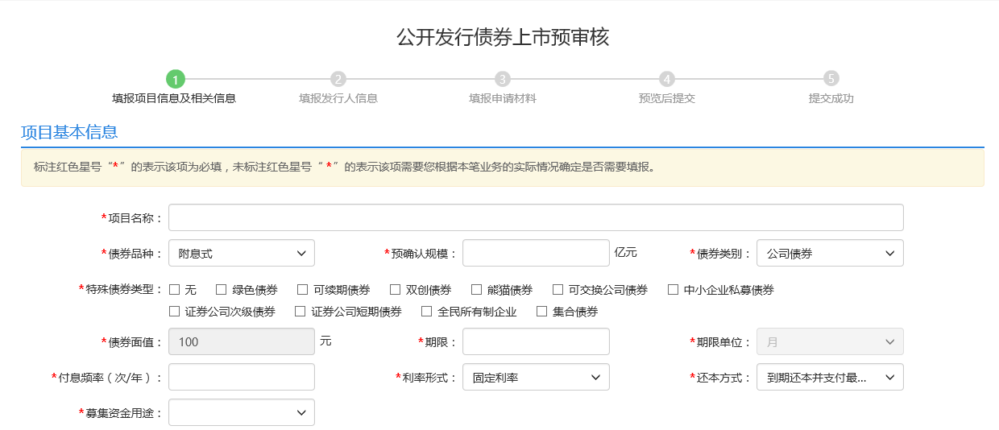 公开发行债券上市预审核
1 2 3 4 5
填报项目信息及相关信息 填报发行人信息 填报申请材料 预览后提交 提交成功
项目基本信息
标注红色星号“*”的表示该项为必填，未标注红色星号“ *”的表示该项需要您根据本笔业务的实际情况确定是否需要填报。
*项目名称：
*债券品种： 附息式 *预确认规模： 亿元 *债券类别： 公司债券
*特殊债券类型： 无 绿色债券 可续期债券 双创债券 熊猫债券 可交换公司债券 中小企业私募债券
证券公司次级债券 证券公司短期债券 全民所有制企业 集合债券
*债券面值： 100 元 *期限： *期限单位： 月
*付息频率（次/年）： *利率形式： 固定利率 *还本方式： 到期还本并支付最...
*募集资金用途：